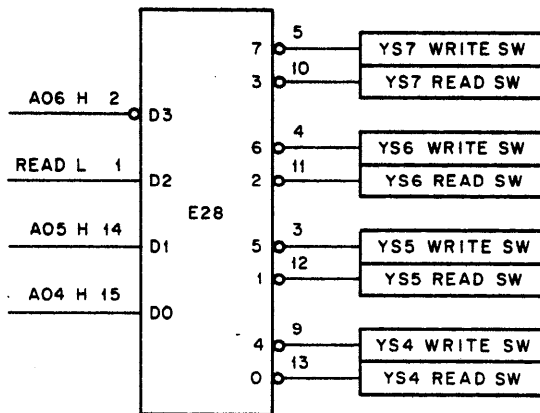 5
7 YS7 WRITE SW
10
3 YS7 READ SW
A06 H 2 D3
4
6 YS6 WRITE SW
READ L 1 D2
11
2 YS6 READ SW
E28
3
A05 H 14 D1
5 YS5 WRITE SW
12
1 YS5 READ SW
A04 H 15 D0
9
4 YS4 WRITE SW
13
0 YS4 READ SW